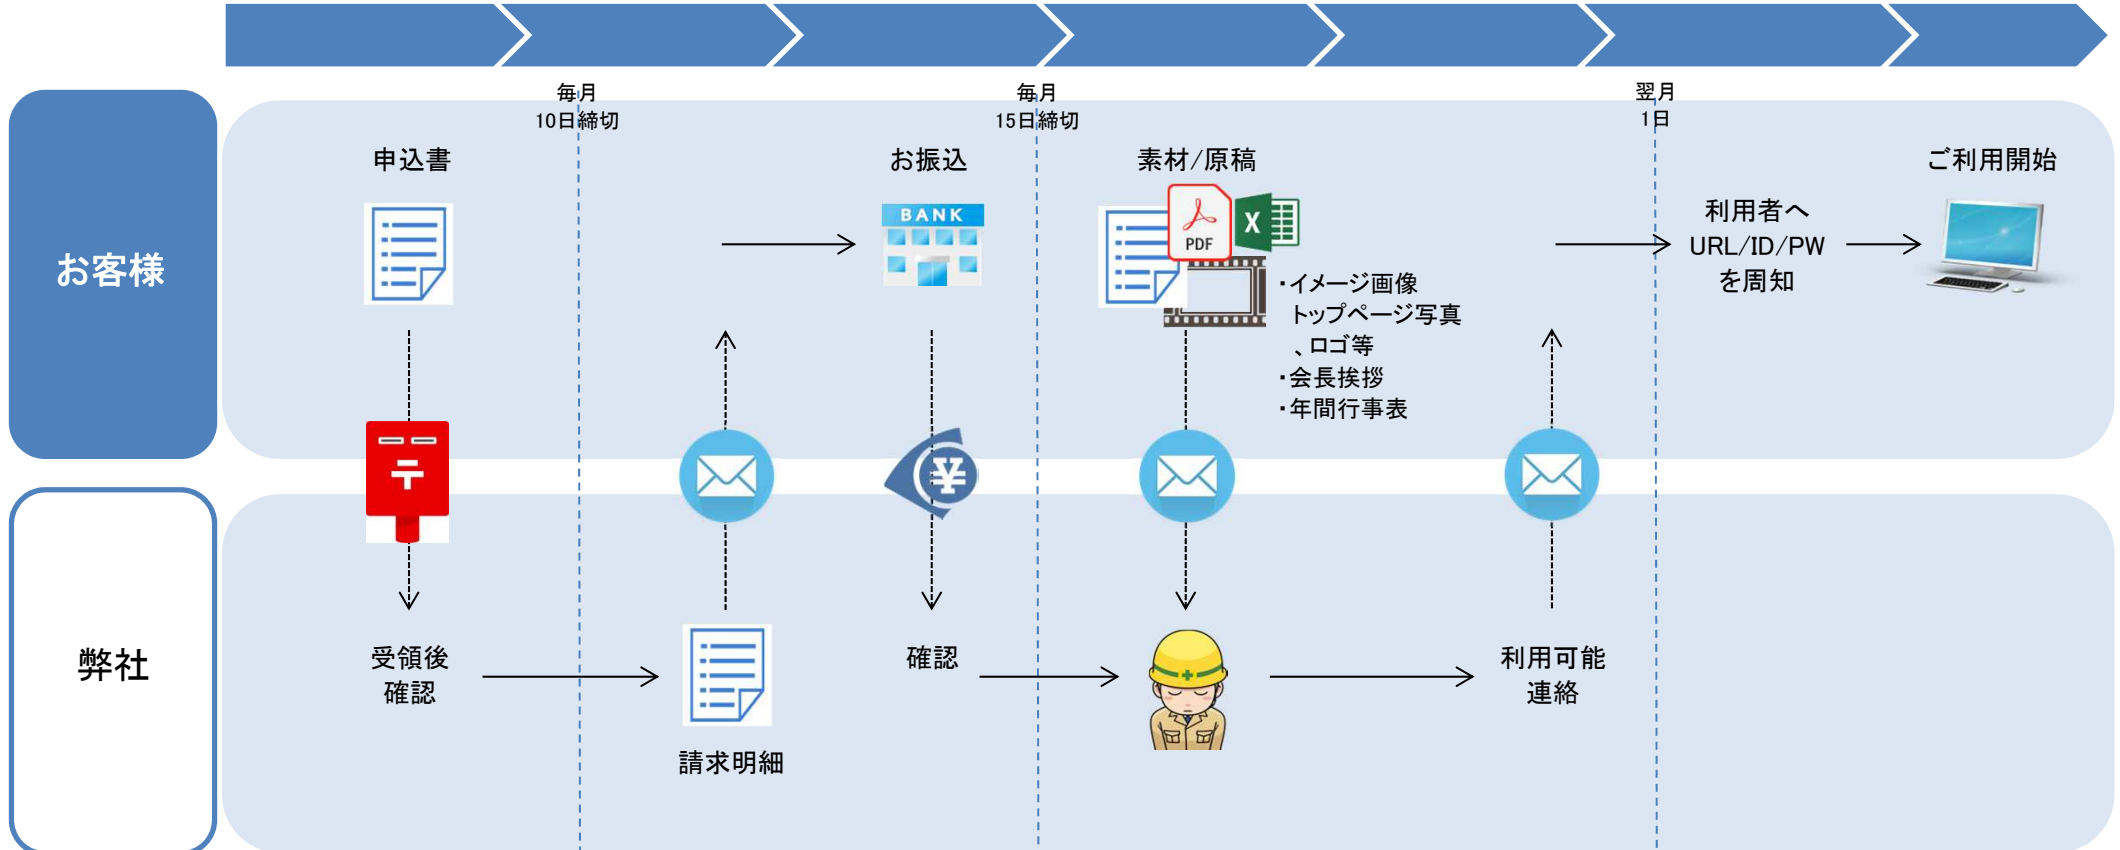 毎月
10日締切
毎月
15日締切
翌月
1日
お客様
申込書
お振込
BANK
素材/原稿
PDF
X
・イメージ画像
トップページ写真
、ロゴ等
・会長挨拶
・年間行事表
利用者へ
URL/ID/PW
を周知
ご利用開始
〒
¥
弊社
受領後
確認
請求明細
確認
利用可能
連絡